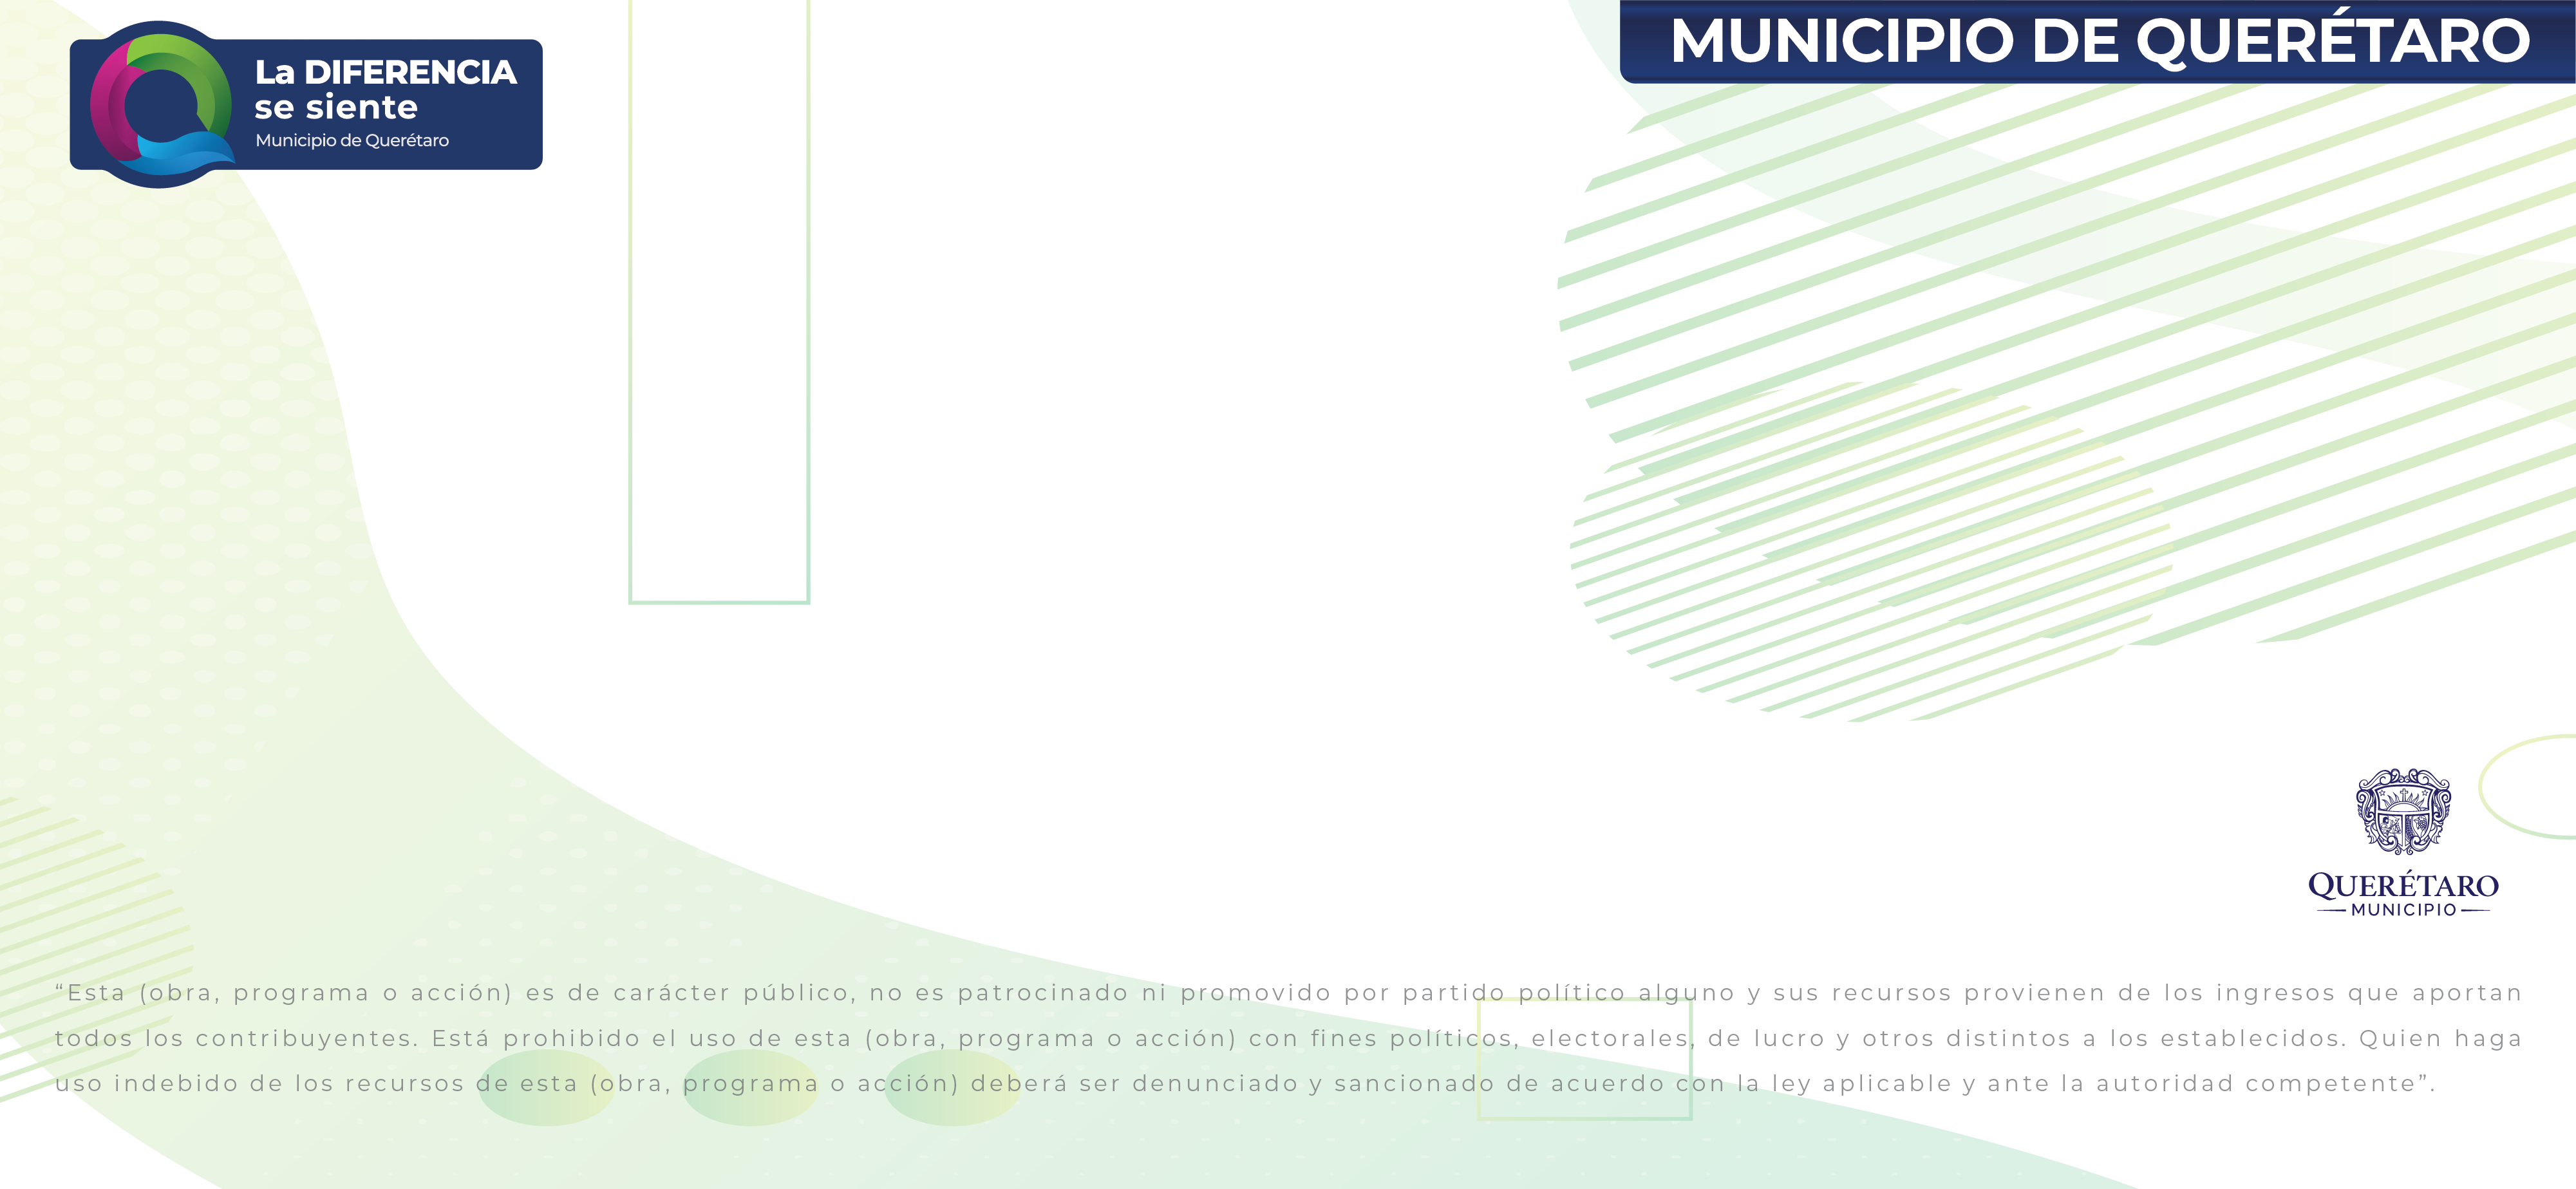 La DIFERENCIA
se siente
Municipio de Querétaro
MUNICIPIO DE QUERÉTARO
QUERÉTARO
MUNICIPIO
“Esta (obra, programa o acción) es de carácter público, no es patrocinado ni promovido por partido político alguno y sus recursos provienen de los ingresos que aportan
todos los contribuyentes. Está prohibido el uso de esta (obra, programa o acción) con fines políticos, electorales, de lucro y otros distintos a los establecidos. Quien haga
uso indebido de los recursos de esta (obra, programa o acción) deberá ser denunciado y sancionado de acuerdo con la ley aplicable y ante la autoridad competente”.